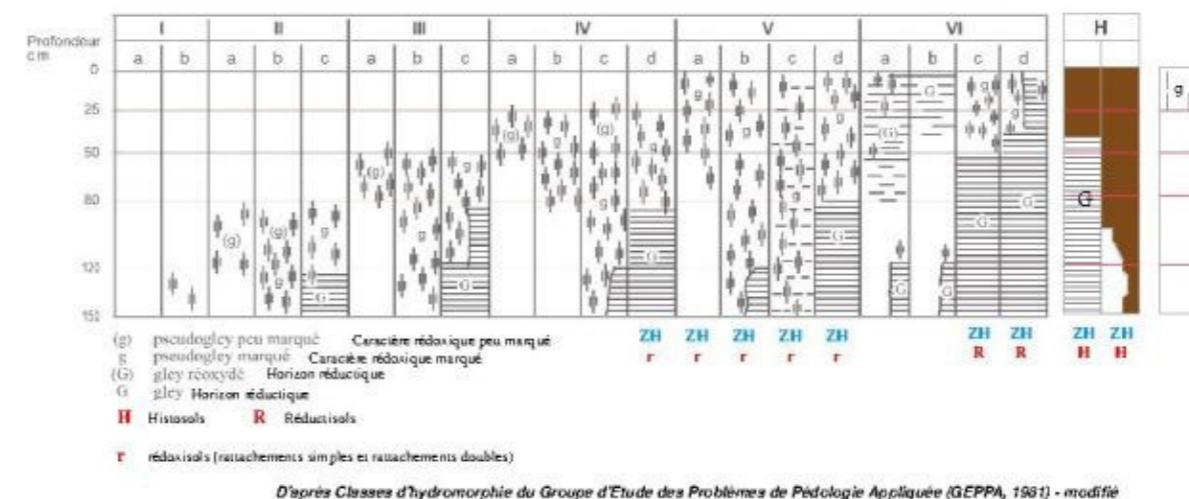 I II III IV V VI H
Profondeur
cm
a b a b c a b c a b c d a b c d a b c d
0
25
50
80
120
150
(g) (g) g g G (g) g g G (g) g (g) g g G g g g g G (G) G G G g G g G G g
ZH ZH ZH ZH ZH ZH ZH ZH ZH
r r r r r R R H H
(g) pseudogley peu marqué Caractère rédoxique peu marqué
g pseudogley marqué Caractère rédoxique marqué
(G) gley réoxydé Horizon réductique
G gley Horizon réductique
H Histosols R Réductisols
r rédoxisols (rattachements simples et rattachements doubles)
D'après Classes d'hydromorphie du Groupe d'Etude des Problèmes de Pédologie Appliquée (GEPPA, 1981) - modifié